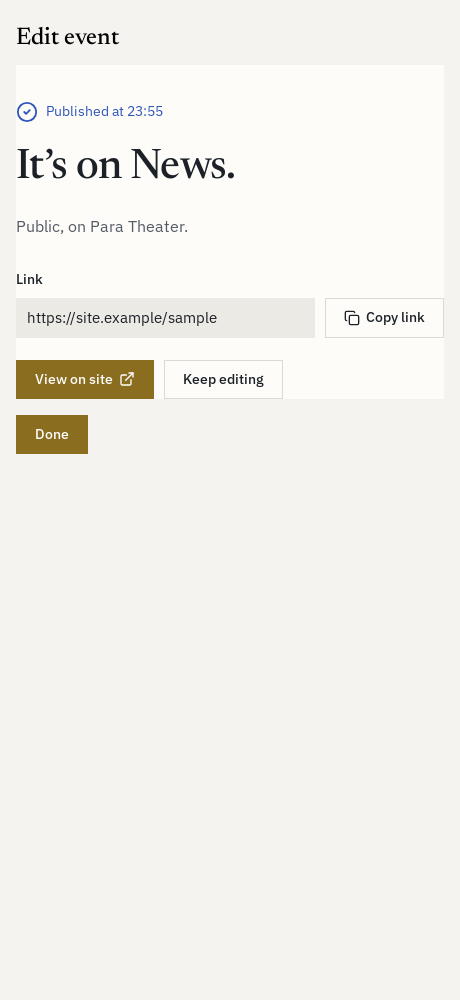 Edit event
Published at 23:55
It’s on News.
Public, on Para Theater.
Link
https://site.example/sample
Copy link
View on site
Keep editing
Done